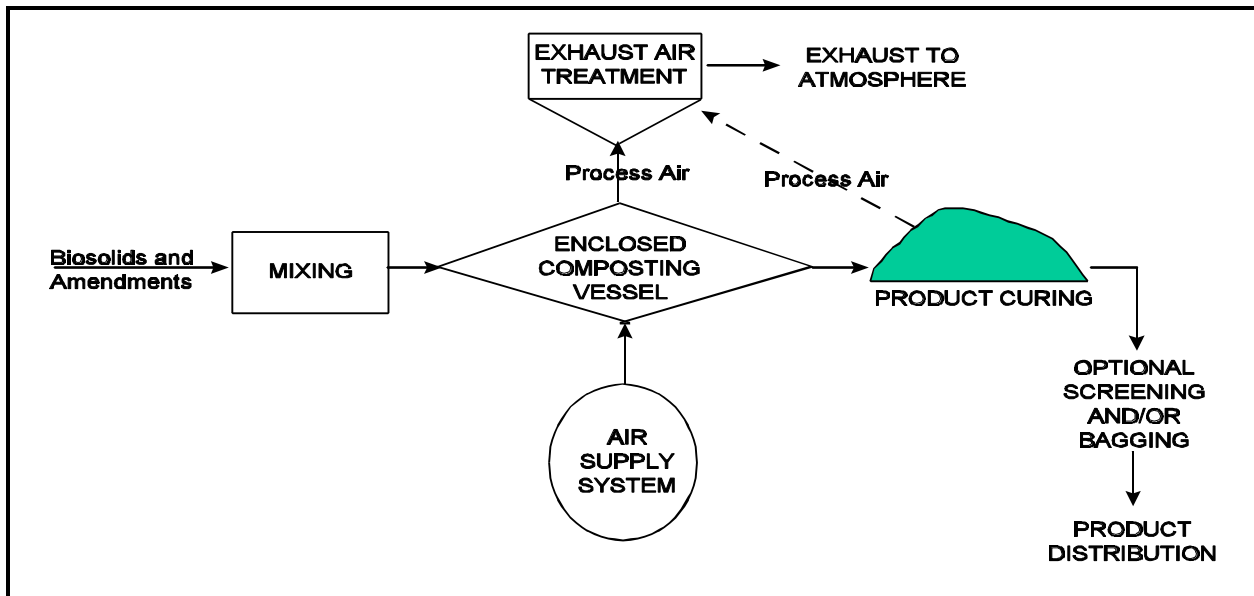 EXHAUST AIR
TREATMENT
EXHAUST TO
ATMOSPHERE
Process Air
Process Air
Biosolids and
Amendments
MIXING
ENCLOSED
COMPOSTING
VESSEL
PRODUCT CURING
AIR
SUPPLY
SYSTEM
OPTIONAL
SCREENING
AND/OR
BAGGING
PRODUCT
DISTRIBUTION